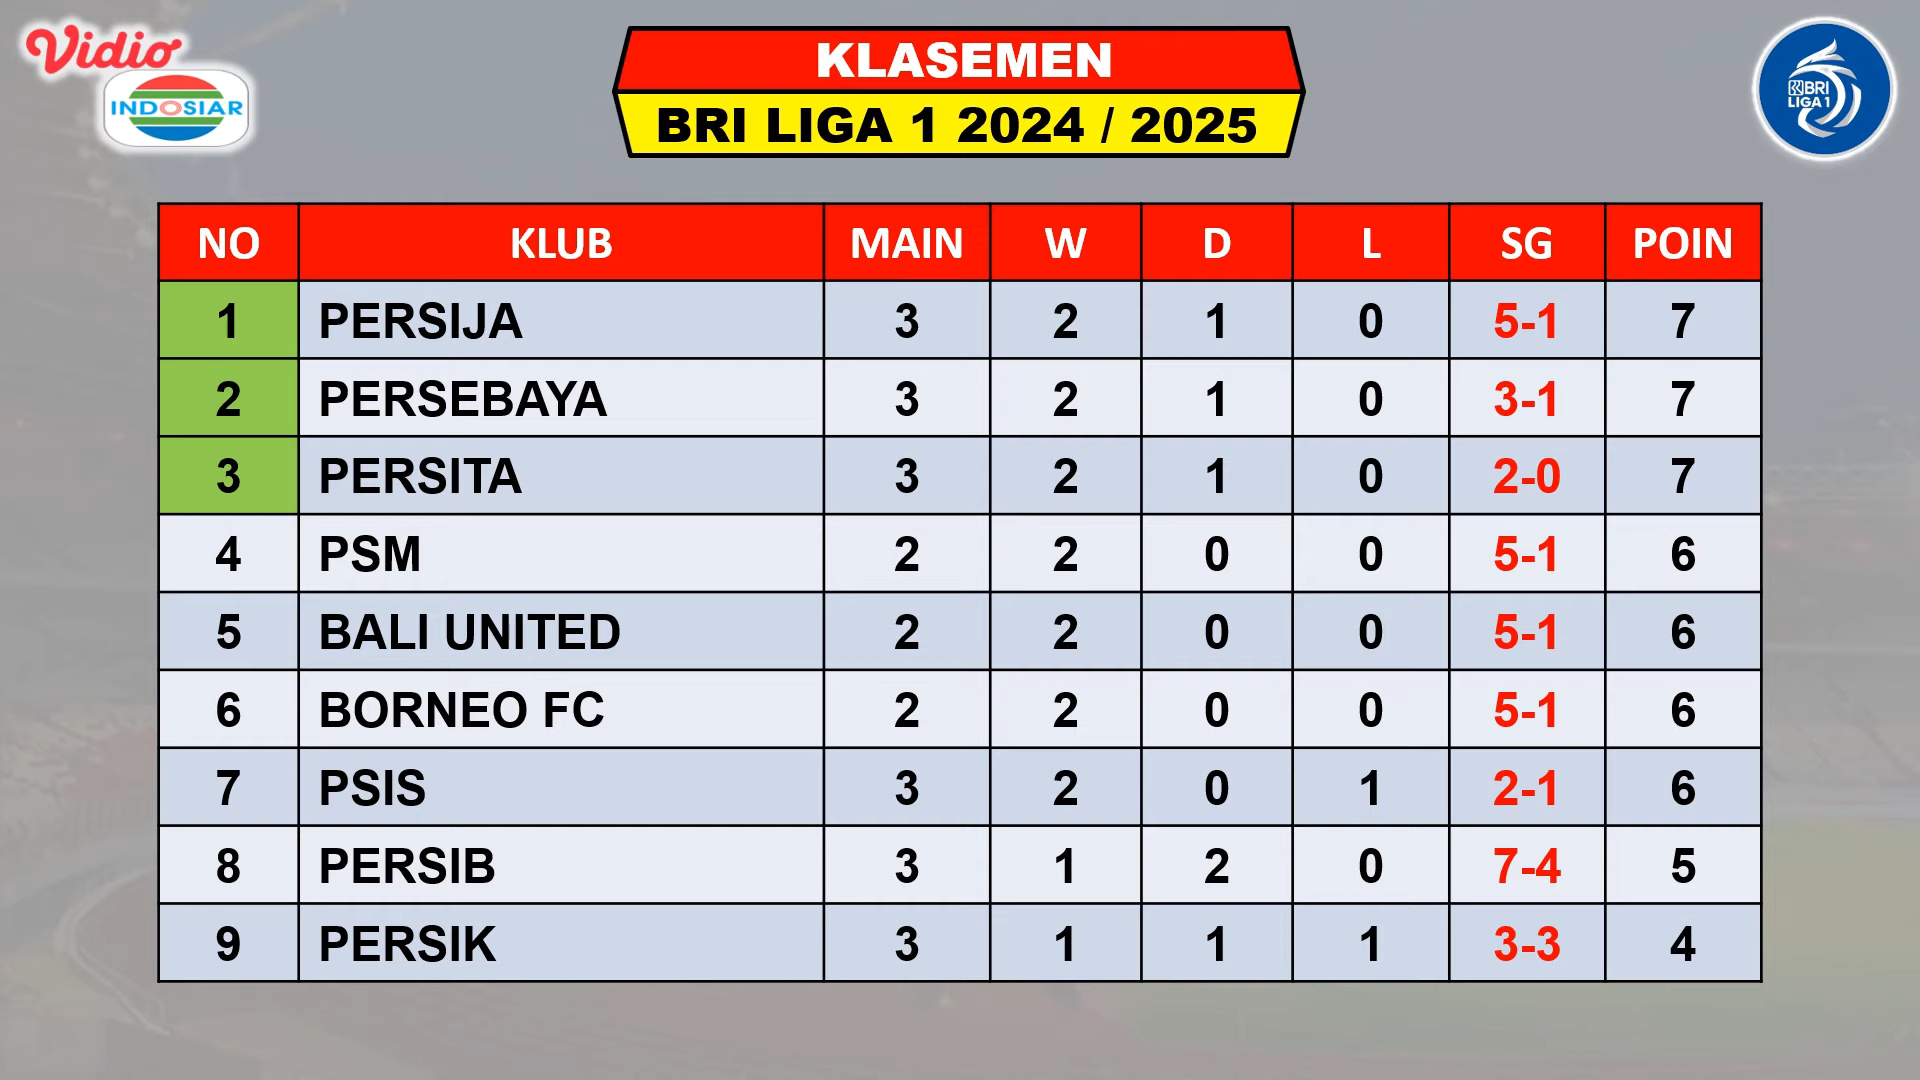 Vidio
INDOSIAR
KLASEMEN
BRI LIGA 1 2024 / 2025
BRI
LIGA 1
NO KLUB MAIN W D L SG POIN
1 PERSIJA 3 2 1 0 5-1 7
2 PERSEBAYA 3 2 1 0 3-1 7
3 PERSITA 3 2 1 0 2-0 7
4 PSM 2 2 0 0 5-1 6
5 BALI UNITED 2 2 0 0 5-1 6
6 BORNEO FC 2 2 0 0 5-1 6
7 PSIS 3 2 0 1 2-1 6
8 PERSIB 3 1 2 0 7-4 5
9 PERSIK 3 1 1 1 3-3 4